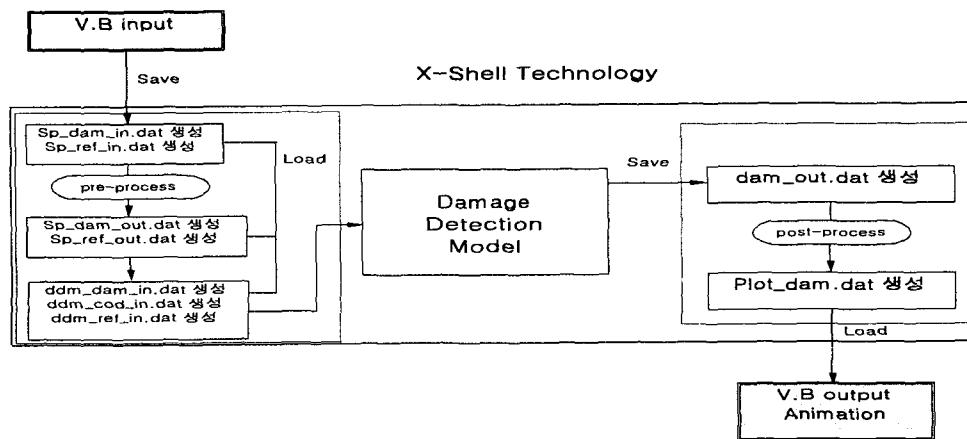 V.B input
Save
X-Shell Technology
Sp_dam_in.dat 생성
Sp_ref_in.dat 생성
Load
pre-process
Sp_dam_out.dat 생성
Sp_ref_out.dat 생성
ddm_dam_in.dat 생성
ddm_cod_in.dat 생성
ddm_ref_in.dat 생성
Damage
Detection
Model
Save
dam_out.dat 생성
post-process
Plot_dam.dat 생성
Load
V.B output
Animation